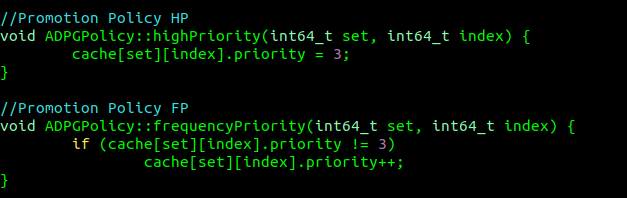 //Promotion Policy HP
void ADPGPolicy::highPriority(int64_t set, int64_t index) {
        cache[set][index].priority = 3;
}

//Promotion Policy FP
void ADPGPolicy::frequencyPriority(int64_t set, int64_t index) {
        if (cache[set][index].priority != 3)
                cache[set][index].priority++;
}